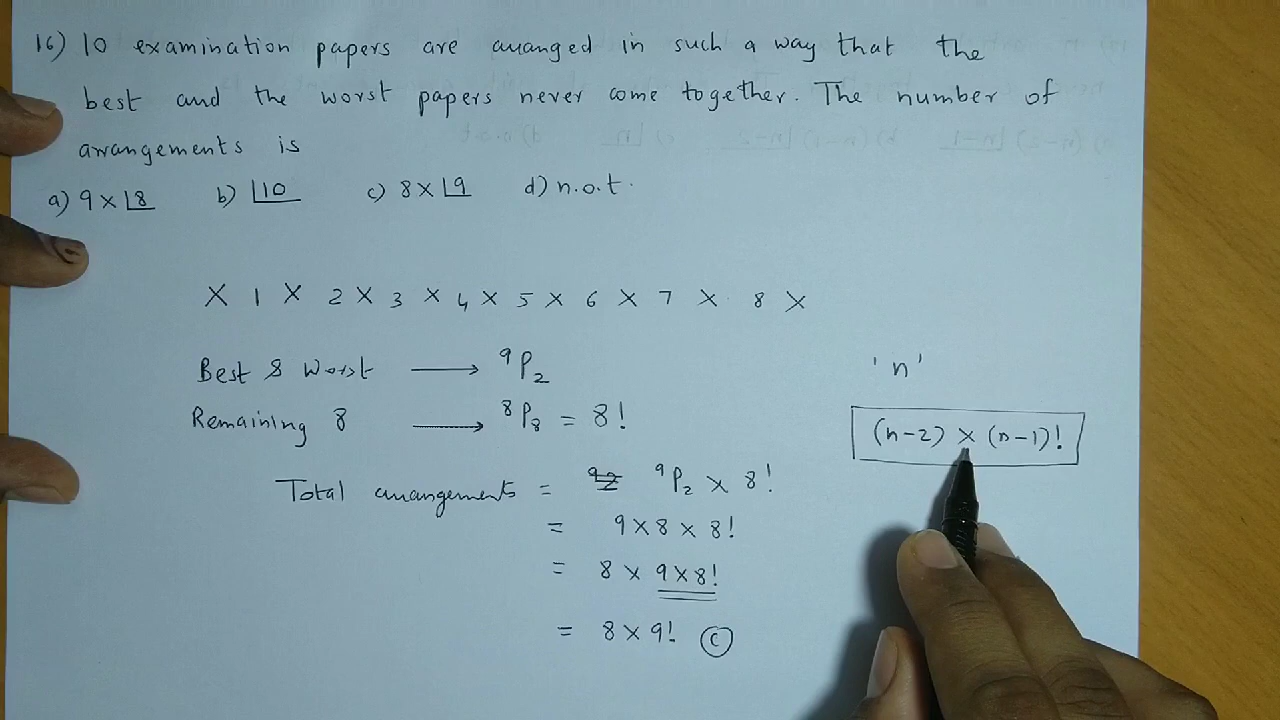 16) 10 examination papers are arranged in such a way that the
best and the worst papers never come together. The number of
arrangements is
a) 9 × ⌊8 b) ⌊10 c) 8 × ⌊9 d) n.o.t.
× 1 × 2 × 3 × 4 × 5 × 6 × 7 × 8 ×
Best & Worst ⟶ ⁹P₂
Remaining 8 ⟶ ⁸P₈ = 8!
'n'
(n-2) × (n-1)!
Total arrangements = ⁹P₂ × 8!
= 9 × 8 × 8!
= 8 × 9 × 8!
= 8 × 9! (c)